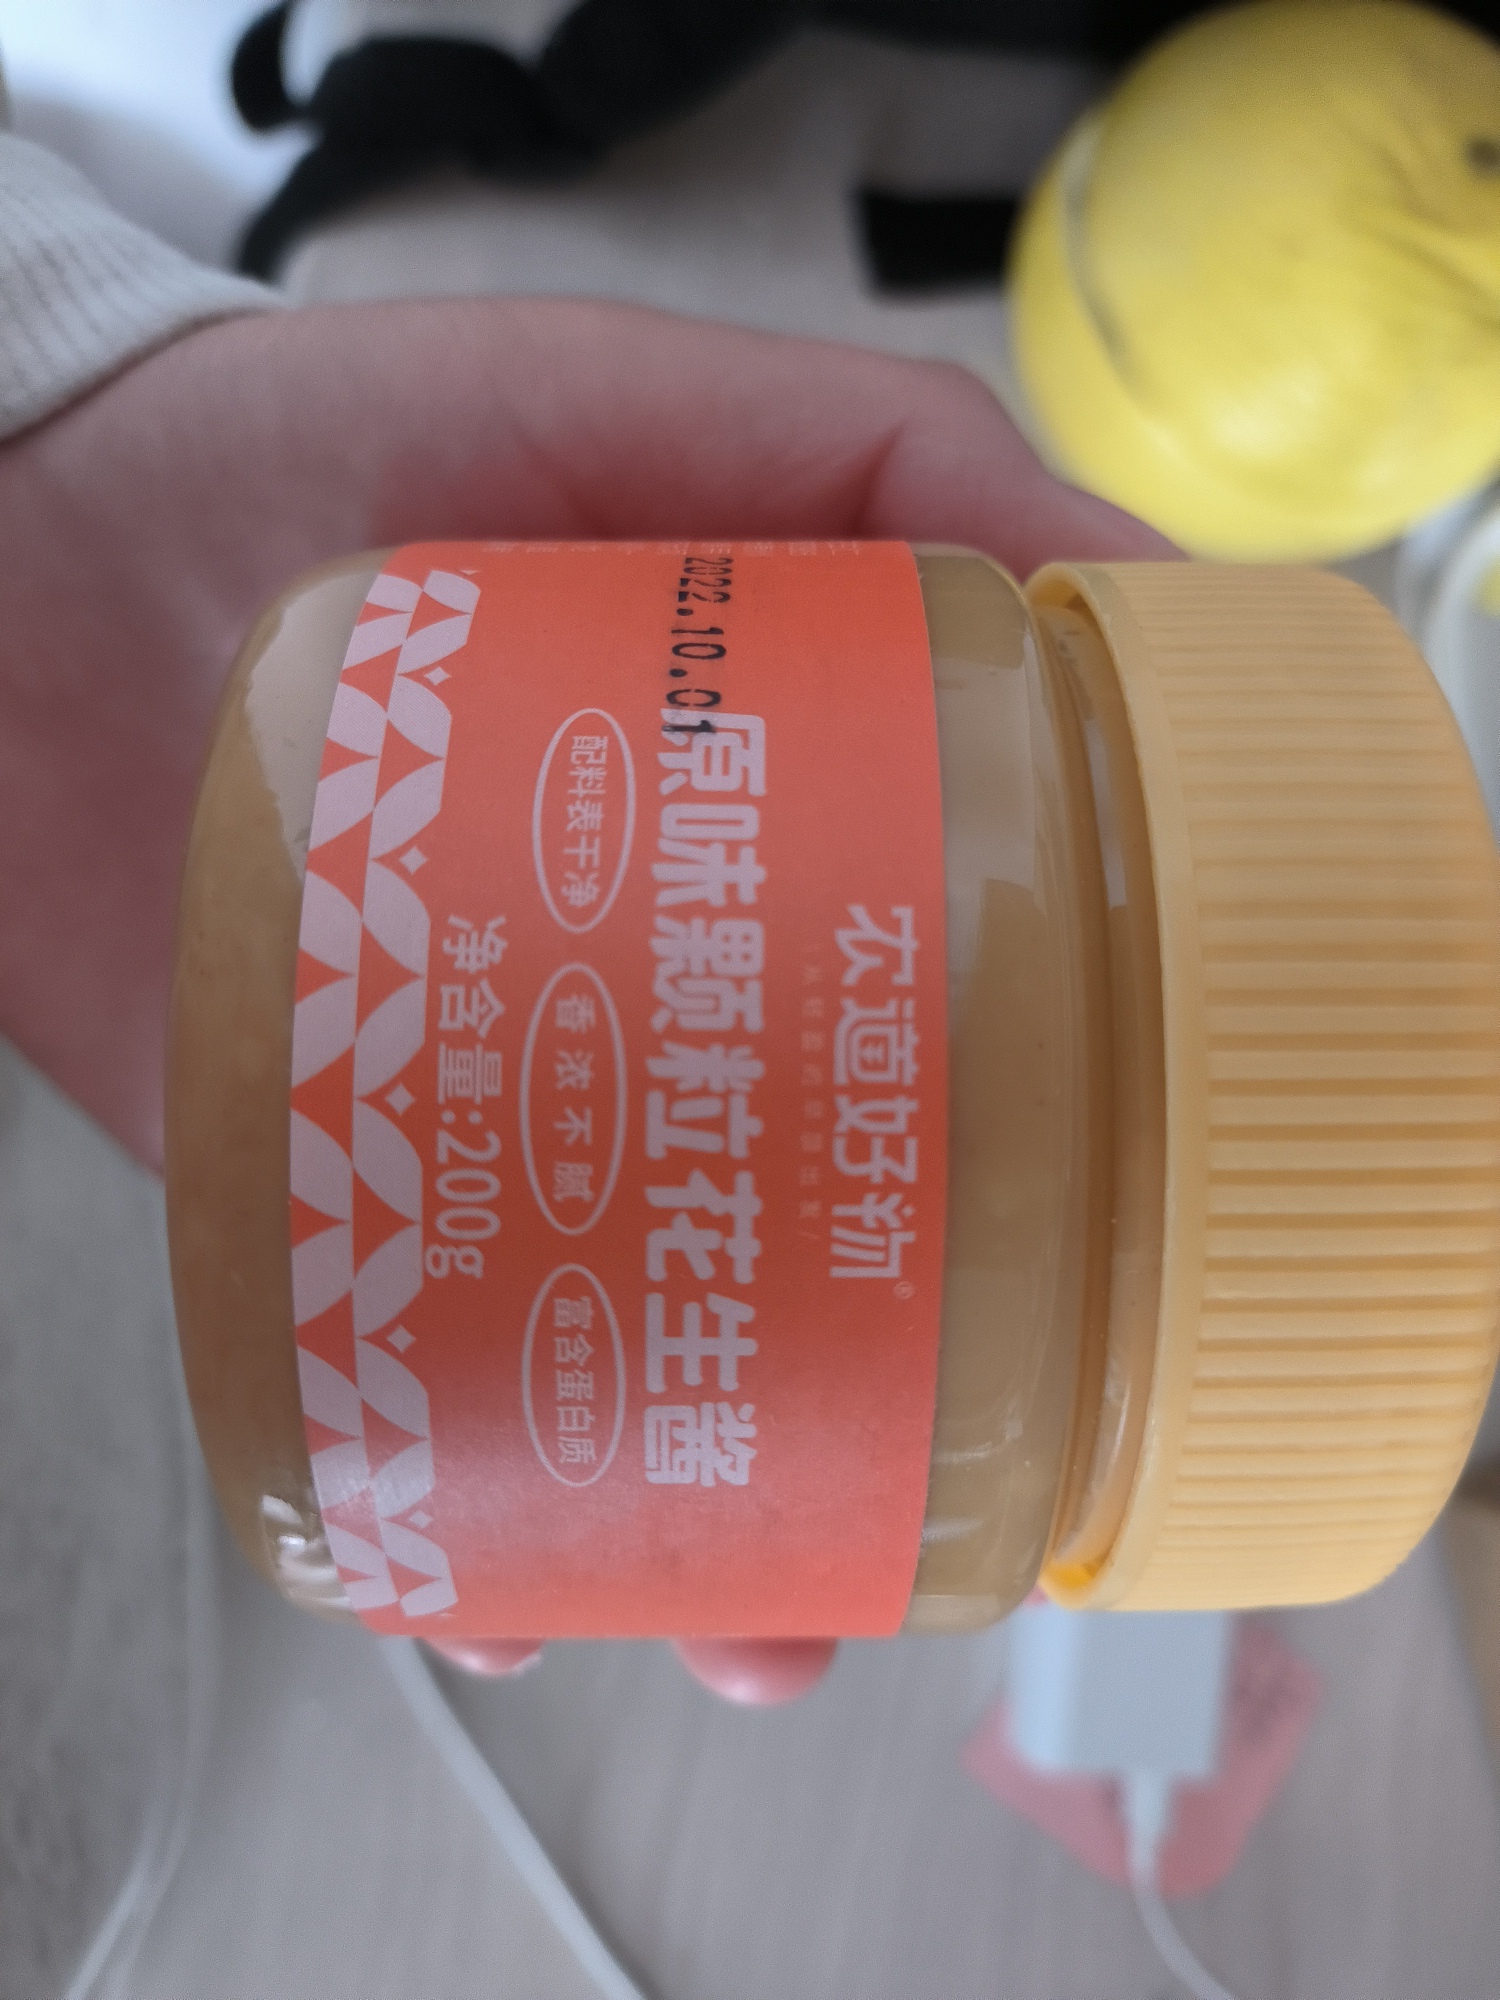 农道好物®
原味颗粒花生酱
2022.10.01
配料表干净
香浓不腻
富含蛋白质
净含量:200g